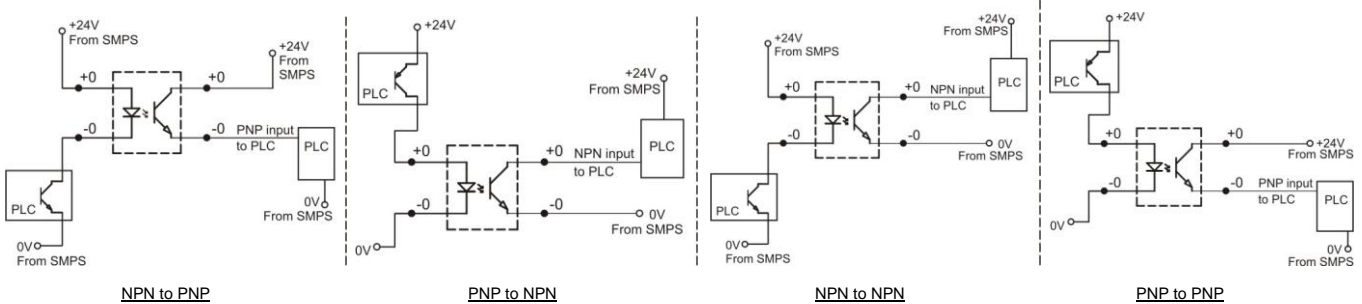 +24V
From SMPS
+24V
From
SMPS
+0
+0
-0
-0
PNP input
to PLC
PLC
PLC
0V
From SMPS
0V
From SMPS
NPN to PNP
+24V
PLC
+24V
From SMPS
PLC
+0
+0
NPN input
to PLC
-0
-0
0V
From SMPS
0V
PNP to NPN
+24V
From SMPS
+24V
From SMPS
PLC
+0
+0
NPN input
to PLC
-0
-0
0V
From SMPS
PLC
0V
From SMPS
NPN to NPN
+24V
PLC
+0
+0
+24V
From SMPS
-0
-0
PNP input
to PLC
PLC
0V
0V
From SMPS
PNP to PNP